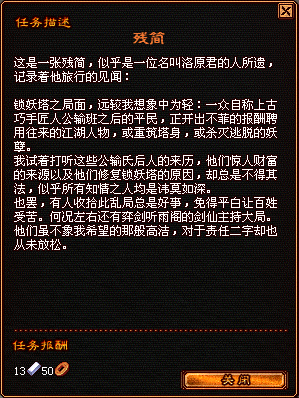 任务描述
残简
这是一张残简，似乎是一位名叫洛原君的人所遗，
记录着他旅行的见闻：
锁妖塔之局面，远较我想象中为轻：一众自称上古
巧手匠人公输班之后的平民，正开出不菲的报酬聘
用往来的江湖人物，或重筑塔身，或杀灭逃脱的妖
孽。
我试着打听这些公输氏后人的来历，他们惊人财富
的来源以及他们修复锁妖塔的原因，却总是不得其
法，似乎所有知情之人均是讳莫如深。
也罢，有人收拾此乱局总是好事，免得平白让百姓
受苦。何况左右还有弈剑听雨阁的剑仙主持大局。
他们虽不象我希望的那般高洁，对于责任二字却也
从未放松。
任务报酬
13 50
关闭